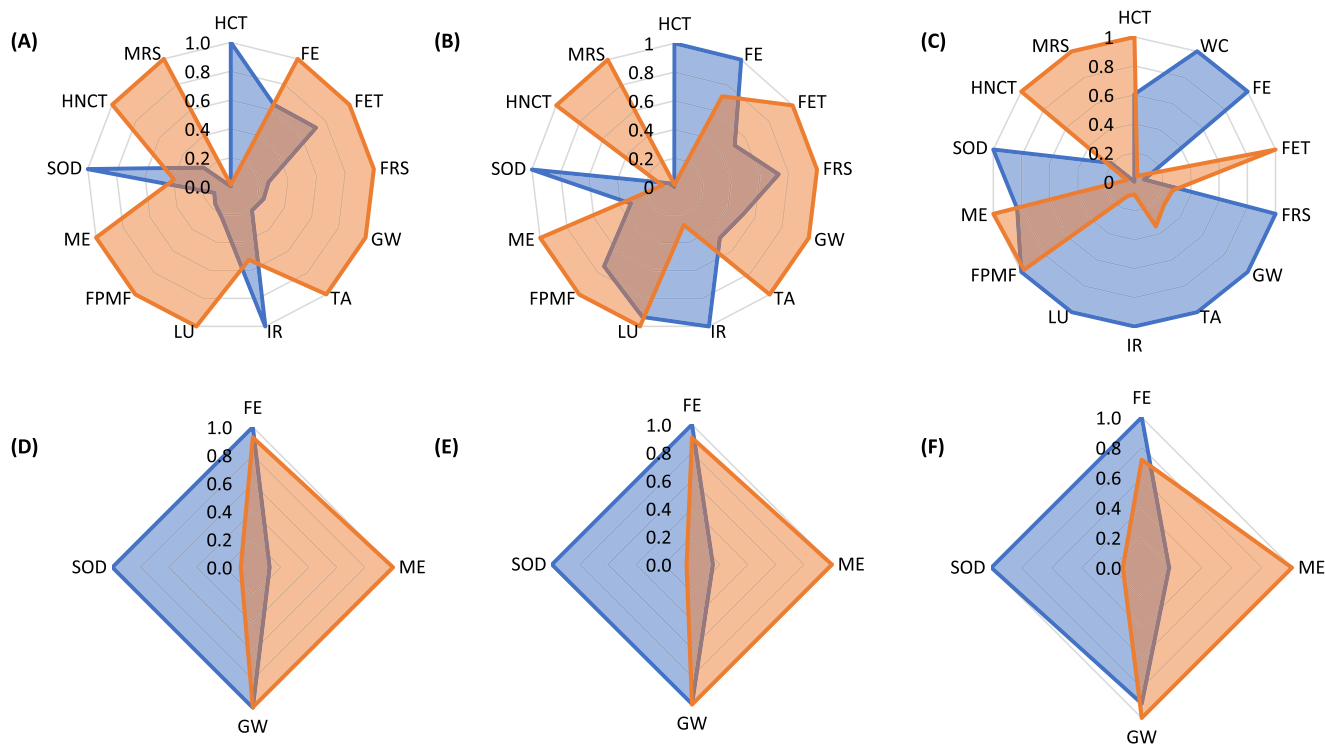 (A)
HCT
FE
FET
FRS
GW
TA
IR
LU
FPMF
ME
SOD
HNCT
MRS
1.0
0.8
0.6
0.4
0.2
0.0
(B)
HCT
FE
FET
FRS
GW
TA
IR
LU
FPMF
ME
SOD
HNCT
MRS
1
0.8
0.6
0.4
0.2
0
(C)
HCT
WC
FE
FET
FRS
GW
TA
IR
LU
FPMF
ME
SOD
HNCT
MRS
1
0.8
0.6
0.4
0.2
0
(D)
FE
ME
GW
SOD
1.0
0.8
0.6
0.4
0.2
0.0
(E)
FE
ME
GW
SOD
1.0
0.8
0.6
0.4
0.2
0.0
(F)
FE
ME
GW
SOD
1.0
0.8
0.6
0.4
0.2
0.0